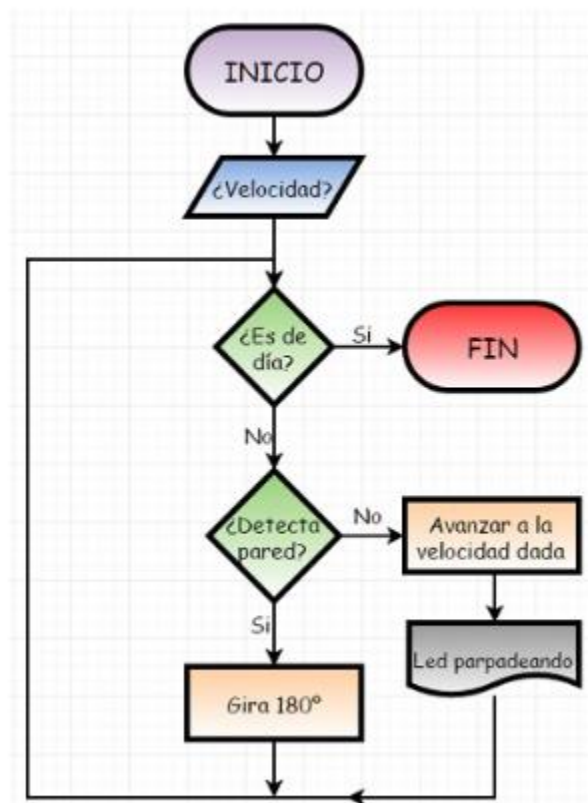 INICIO
¿Velocidad?
¿Es de
día?
Si
FIN
No
¿Detecta
pared?
No
Avanzar a la
velocidad dada
Si
Led parpadeando
Gira 180º